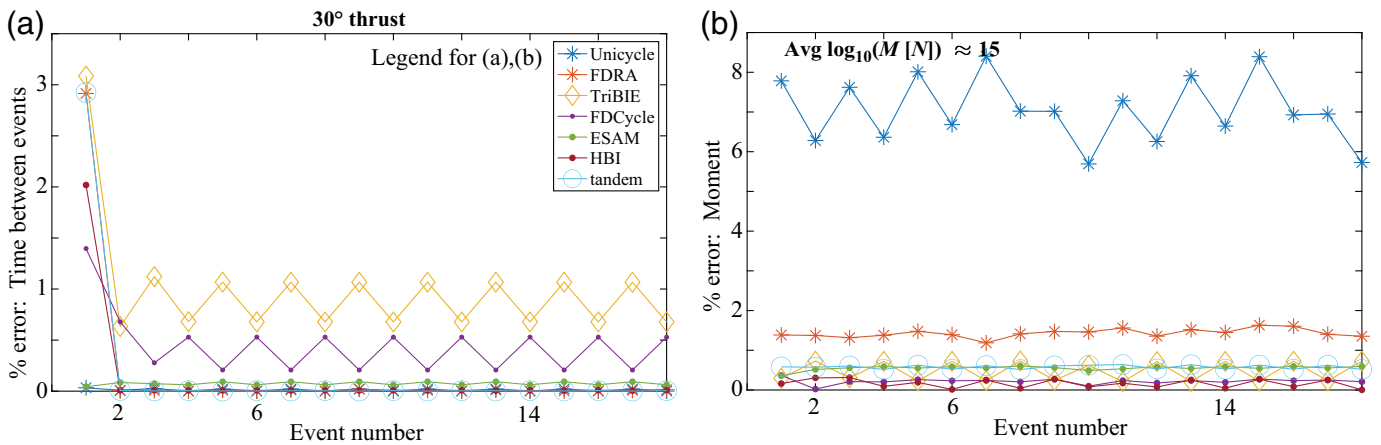 (a)
30° thrust
% error: Time between events
3
2
1
0
2
6
14
Event number
Legend for (a),(b)
Unicycle
FDRA
TriBIE
FDCycle
ESAM
HBI
tandem
(b)
Avg log10(M [N]) ≈ 15
% error: Moment
8
6
4
2
0
2
6
14
Event number